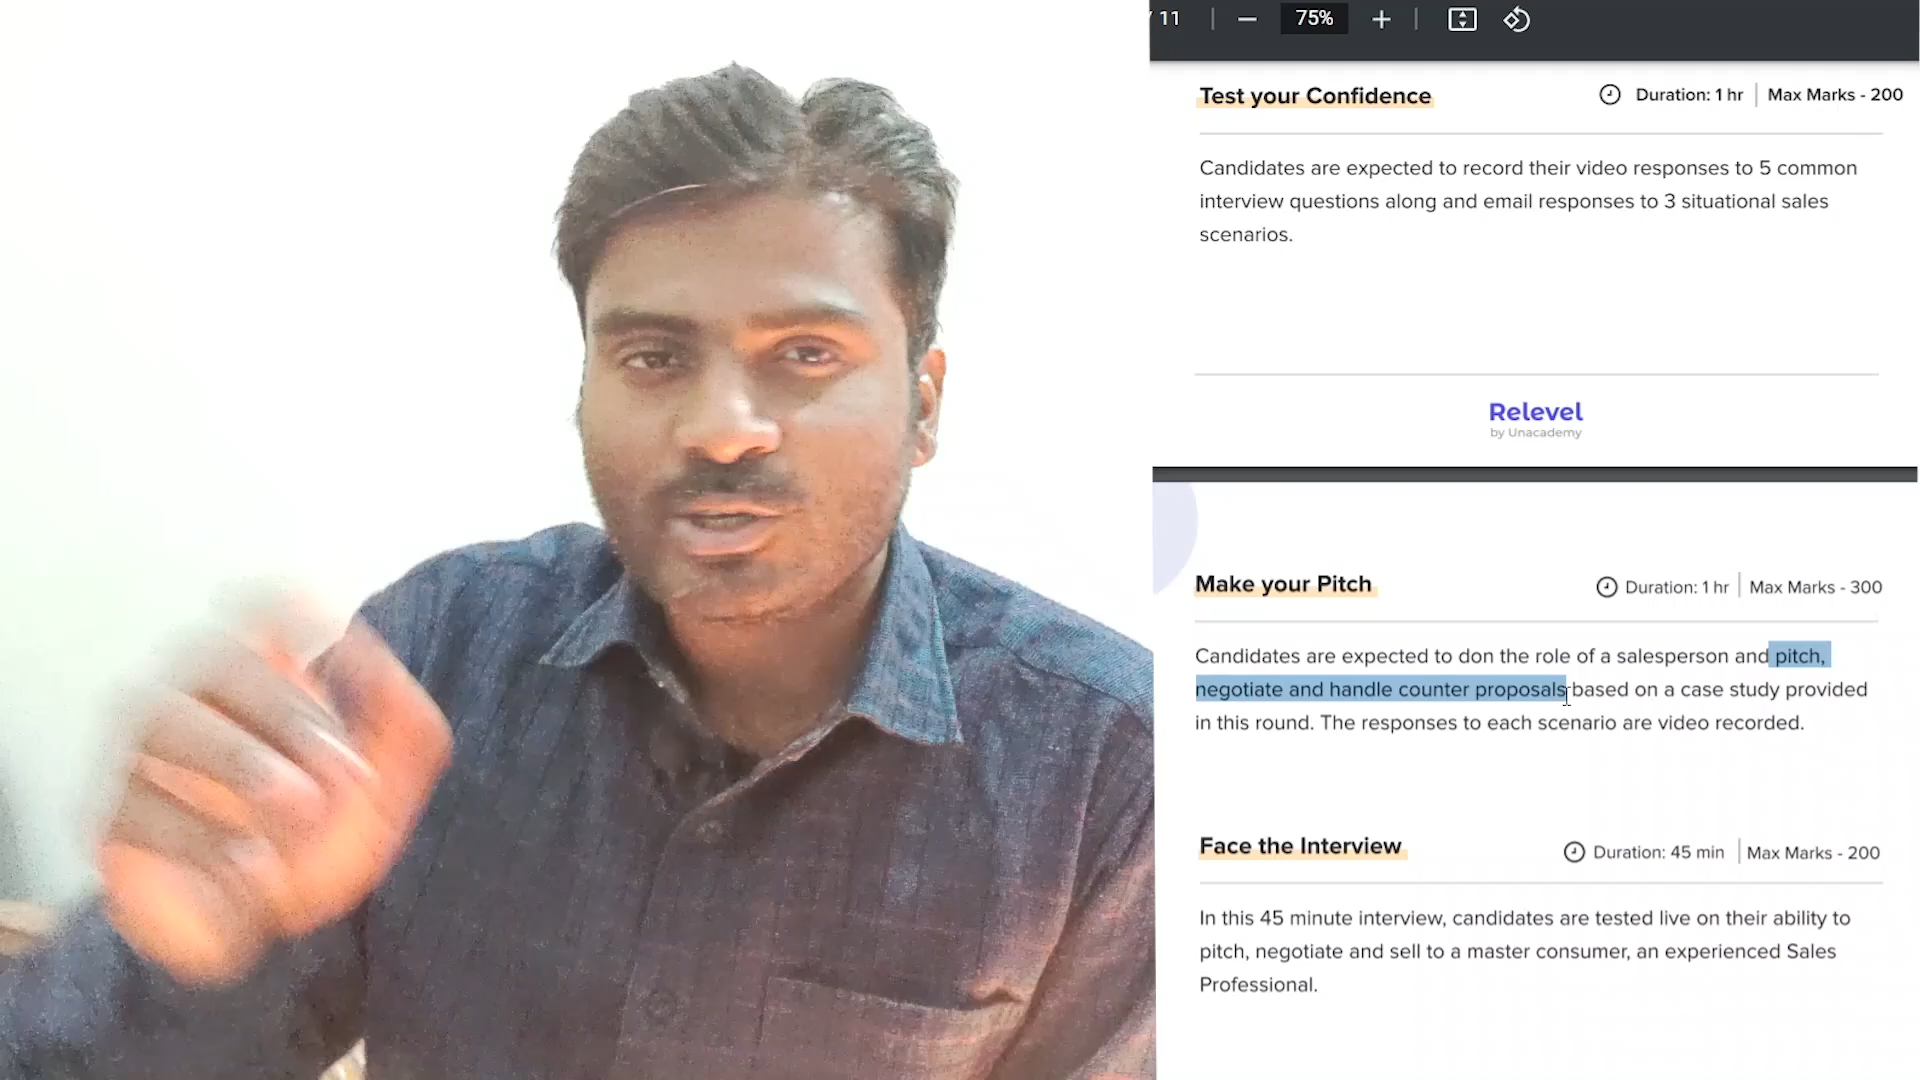 / 11
75%
Test your Confidence
Duration: 1 hr
Max Marks - 200
Candidates are expected to record their video responses to 5 common
interview questions along and email responses to 3 situational sales
scenarios.
Relevel
by Unacademy
Make your Pitch
Duration: 1 hr
Max Marks - 300
Candidates are expected to don the role of a salesperson and pitch,
negotiate and handle counter proposals based on a case study provided
in this round. The responses to each scenario are video recorded.
Face the Interview
Duration: 45 min
Max Marks - 200
In this 45 minute interview, candidates are tested live on their ability to
pitch, negotiate and sell to a master consumer, an experienced Sales
Professional.